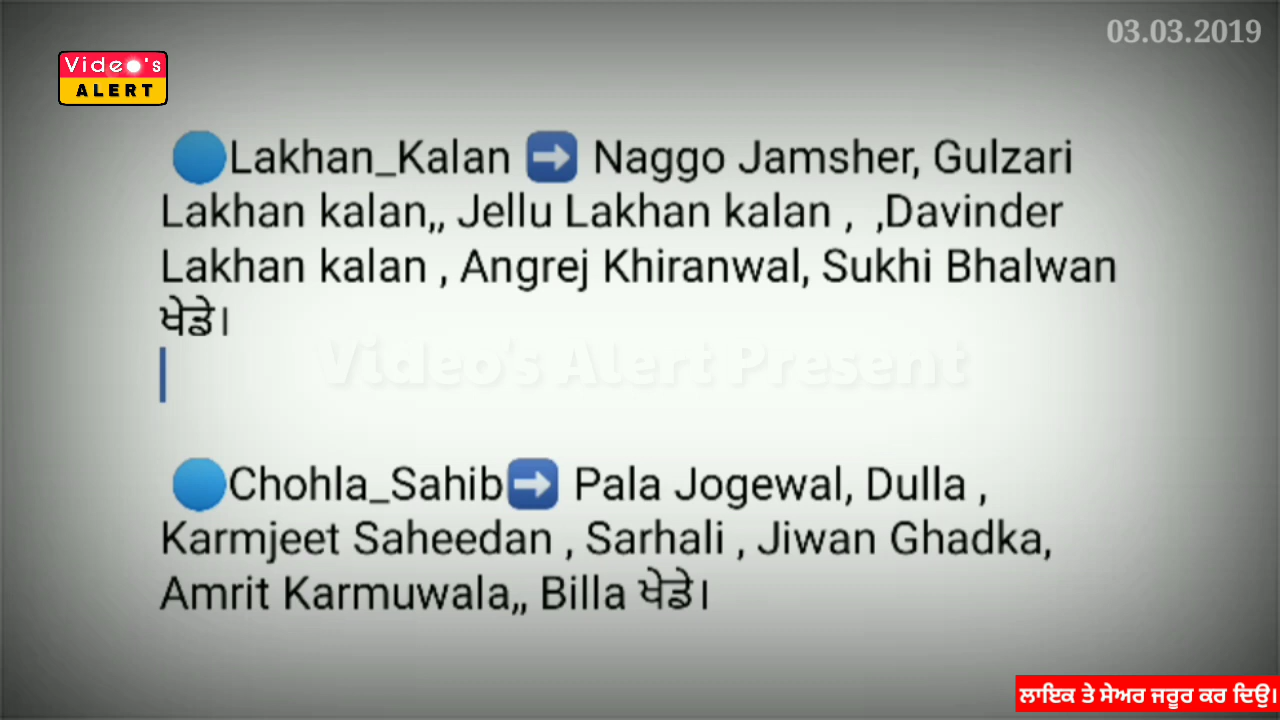 03.03.2019
Video's
ALERT
🔵Lakhan_Kalan ➡️ Naggo Jamsher, Gulzari
Lakhan kalan,, Jellu Lakhan kalan , ,Davinder
Lakhan kalan , Angrej Khiranwal, Sukhi Bhalwan
ਖੇਡੇ।
Video's Alert Present
🔵Chohla_Sahib➡️ Pala Jogewal, Dulla ,
Karmjeet Saheedan , Sarhali , Jiwan Ghadka,
Amrit Karmuwala,, Billa ਖੇਡੇ।
ਲਾਇਕ ਤੇ ਸੇਅਰ ਜਰੂਰ ਕਰ ਦਿਉ।